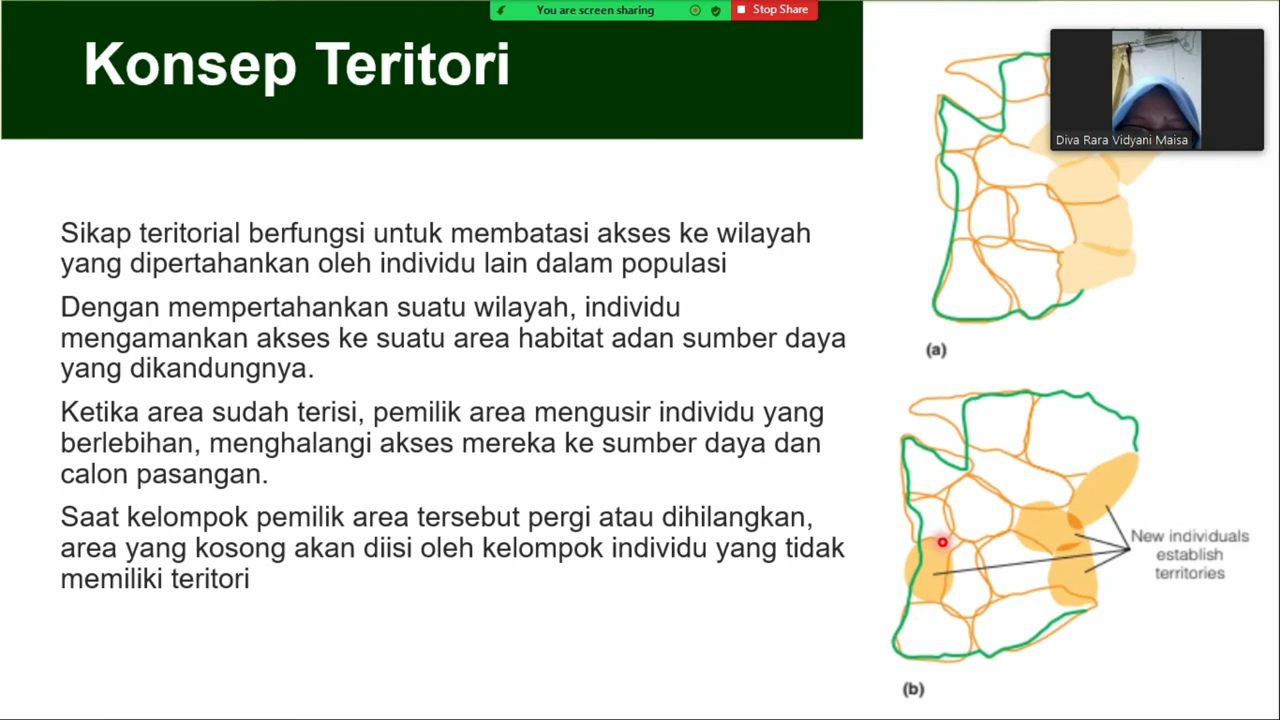 You are screen sharing
Stop Share
Konsep Teritori
Diva Rara Vidyani Maisa
Sikap teritorial berfungsi untuk membatasi akses ke wilayah
yang dipertahankan oleh individu lain dalam populasi
Dengan mempertahankan suatu wilayah, individu
mengamankan akses ke suatu area habitat adan sumber daya
yang dikandungnya.
Ketika area sudah terisi, pemilik area mengusir individu yang
berlebihan, menghalangi akses mereka ke sumber daya dan
calon pasangan.
Saat kelompok pemilik area tersebut pergi atau dihilangkan,
area yang kosong akan diisi oleh kelompok individu yang tidak
memiliki teritori
(a)
New individuals
establish
territories
(b)